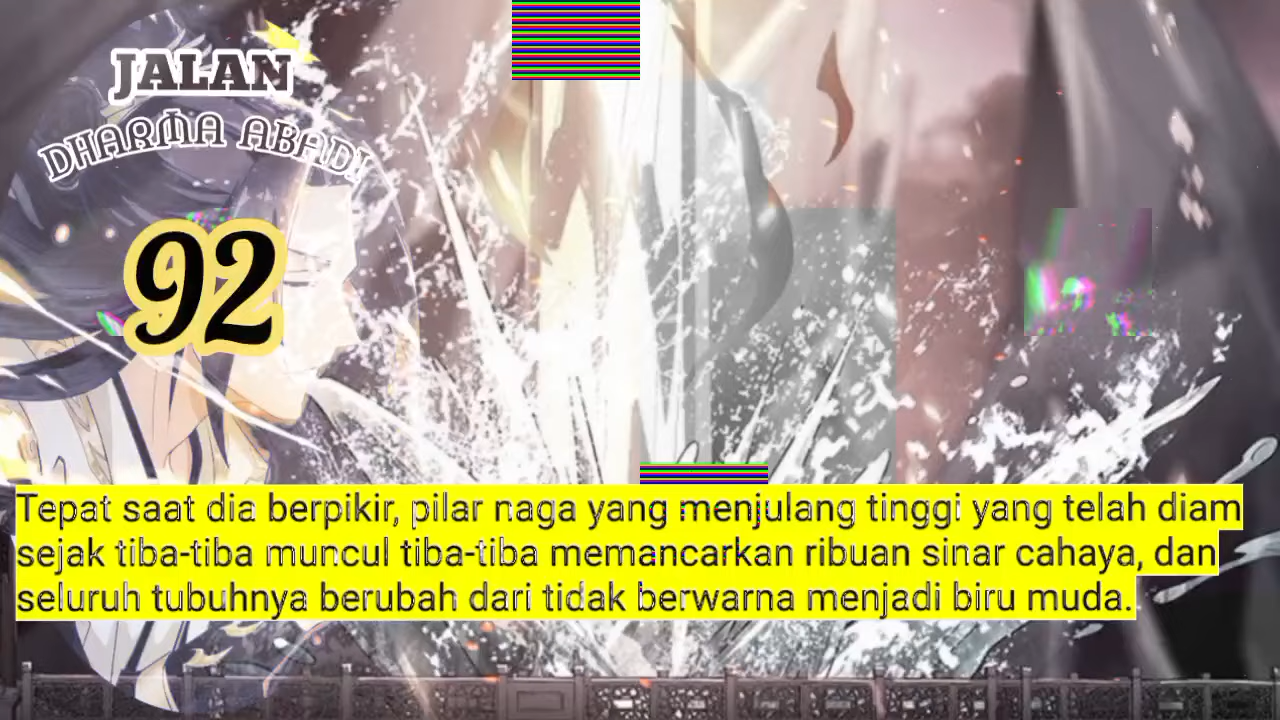 JALAN
DHARMA ABADI
92
Tepat saat dia berpikir, pilar naga yang menjulang tinggi yang telah diam
sejak tiba-tiba muncul tiba-tiba memancarkan ribuan sinar cahaya, dan
seluruh tubuhnya berubah dari tidak berwarna menjadi biru muda.